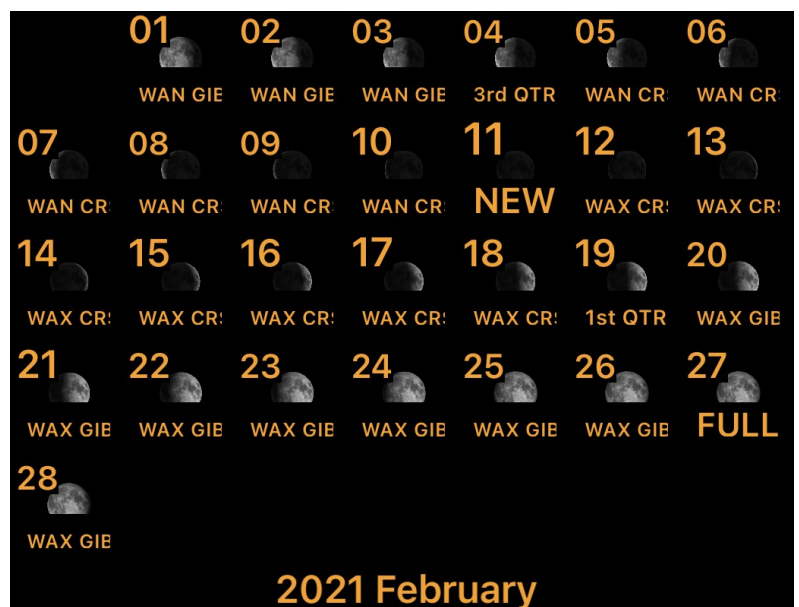 01 02 03 04 05 06
WAN GIB WAN GIB WAN GIB 3rd QTR WAN CRS WAN CRS
07 08 09 10 11 12 13
WAN CRS WAN CRS WAN CRS WAN CRS NEW WAX CRS WAX CRS
14 15 16 17 18 19 20
WAX CRS WAX CRS WAX CRS WAX CRS WAX CRS 1st QTR WAX GIB
21 22 23 24 25 26 27
WAX GIB WAX GIB WAX GIB WAX GIB WAX GIB WAX GIB FULL
28
WAX GIB
2021 February